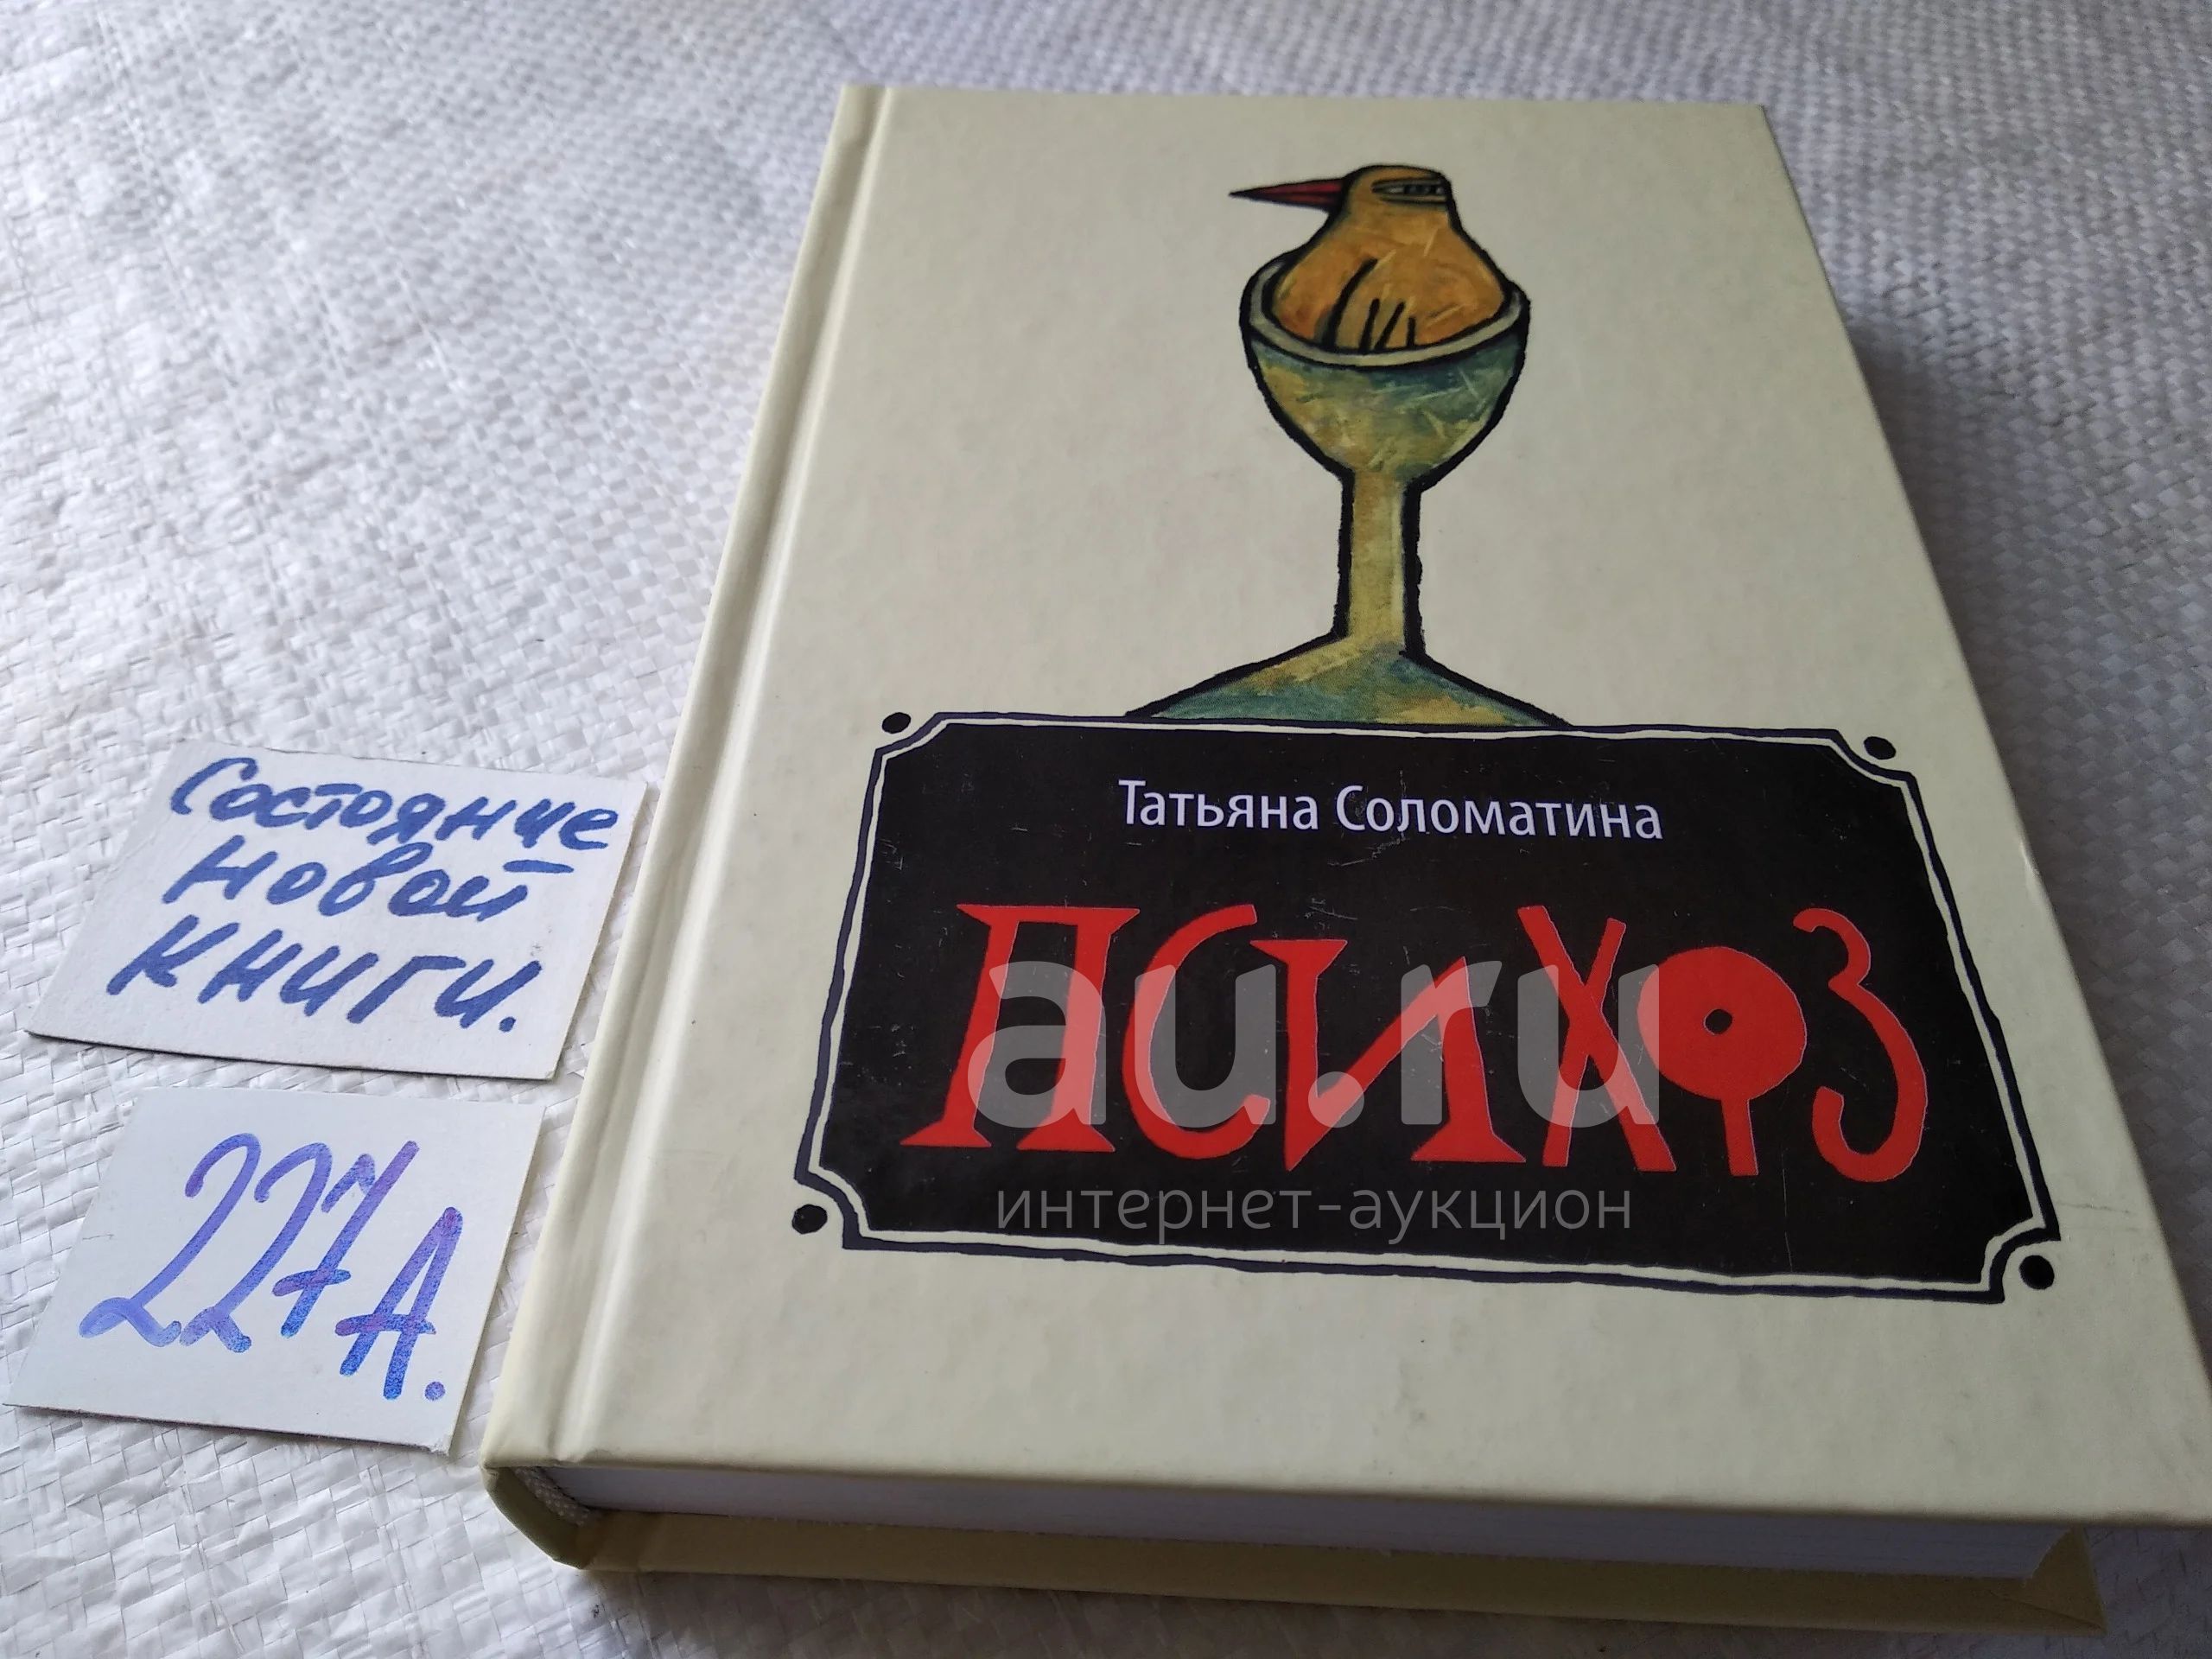 Татьяна Соломатина
ПСИХОЗ
au.ru
интернет-аукцион
Состояние
новой
книги.
227А.